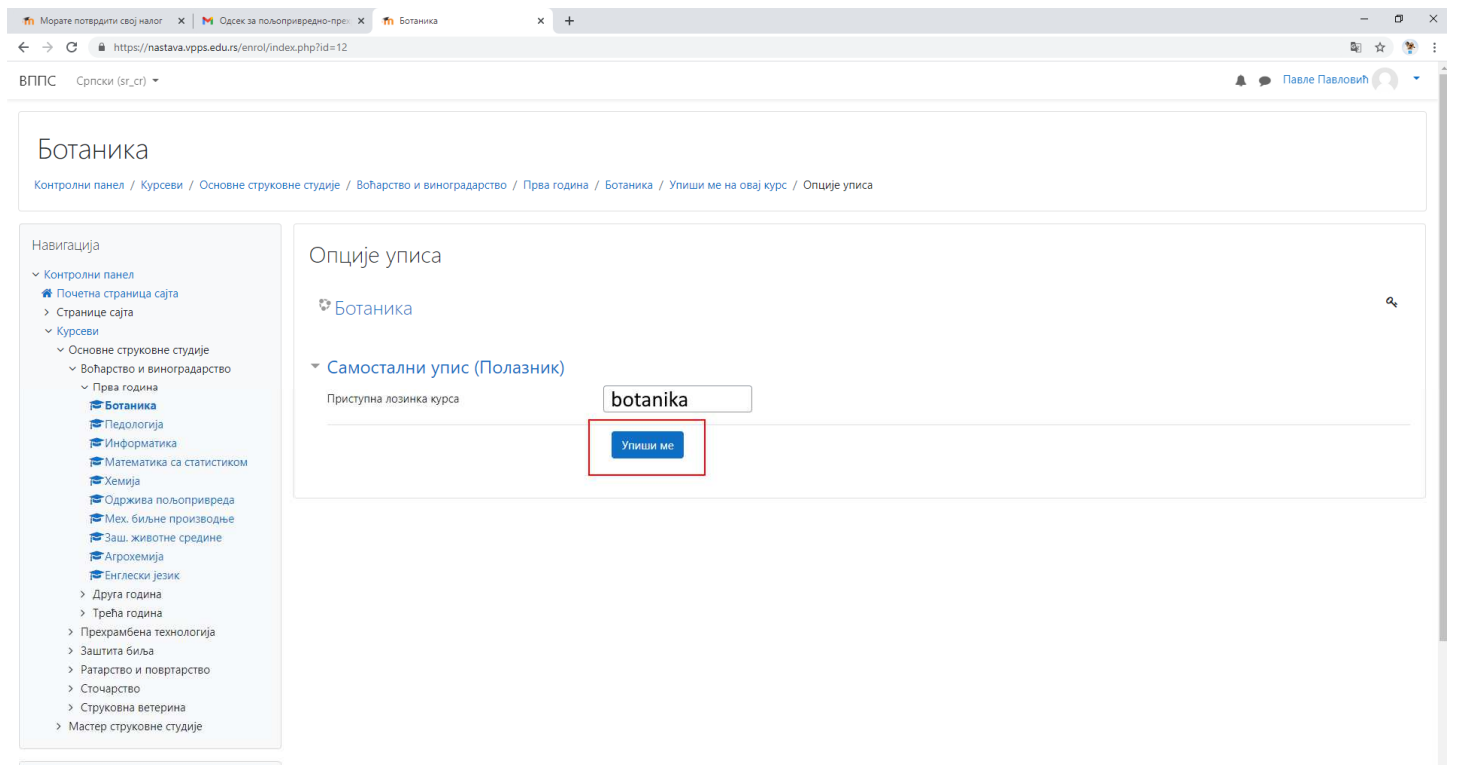 Морате потврдити свој налог
Одсек за пољопривредно-пре
Ботаника
https://nastava.vpps.edu.rs/enrol/index.php?id=12
ВППС Српски (sr_cr)
Павле Павловић
Ботаника
Контролни панел / Курсеви / Основне струковне студије / Воћарство и виноградарство / Прва година / Ботаника / Упиши ме на овај курс / Опције уписа
Навигација
Контролни панел
Почетна страница сајта
Странице сајта
Курсеви
Основне струковне студије
Воћарство и виноградарство
Прва година
Ботаника
Педологија
Информатика
Математика са статистиком
Хемија
Одржива пољопривреда
Мех. биљне производње
Заш. животне средине
Агрохемија
Енглески језик
Друга година
Трећа година
Прехрамбена технологија
Заштита биља
Ратарство и повртарство
Сточарство
Струковна ветерина
Мастер струковне студије
Опције уписа
Ботаника
Самостални упис (Полазник)
Приступна лозинка курса botanika
Упиши ме